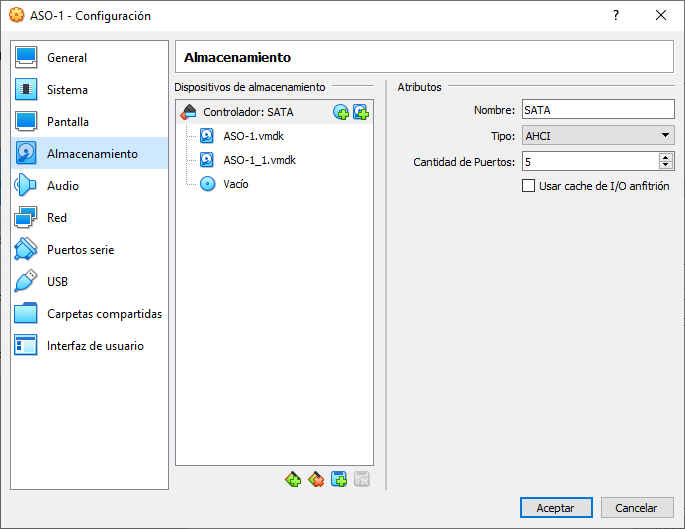 ASO-1 - Configuración
?
General
Sistema
Pantalla
Almacenamiento
Audio
Red
Puertos serie
USB
Carpetas compartidas
Interfaz de usuario
Almacenamiento
Dispositivos de almacenamiento
Controlador: SATA
ASO-1.vmdk
ASO-1_1.vmdk
Vacío
Atributos
Nombre: SATA
Tipo: AHCI
Cantidad de Puertos: 5
Usar cache de I/O anfitrión
Aceptar
Cancelar